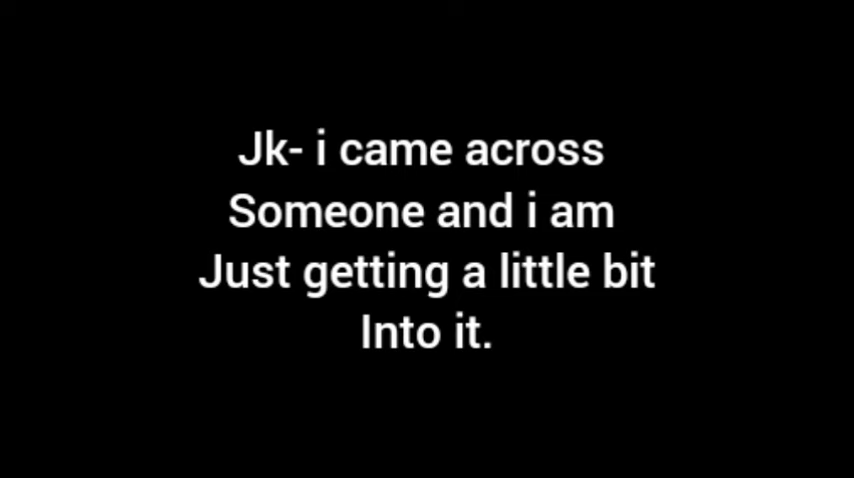 Jk- i came across
Someone and i am
Just getting a little bit
Into it.